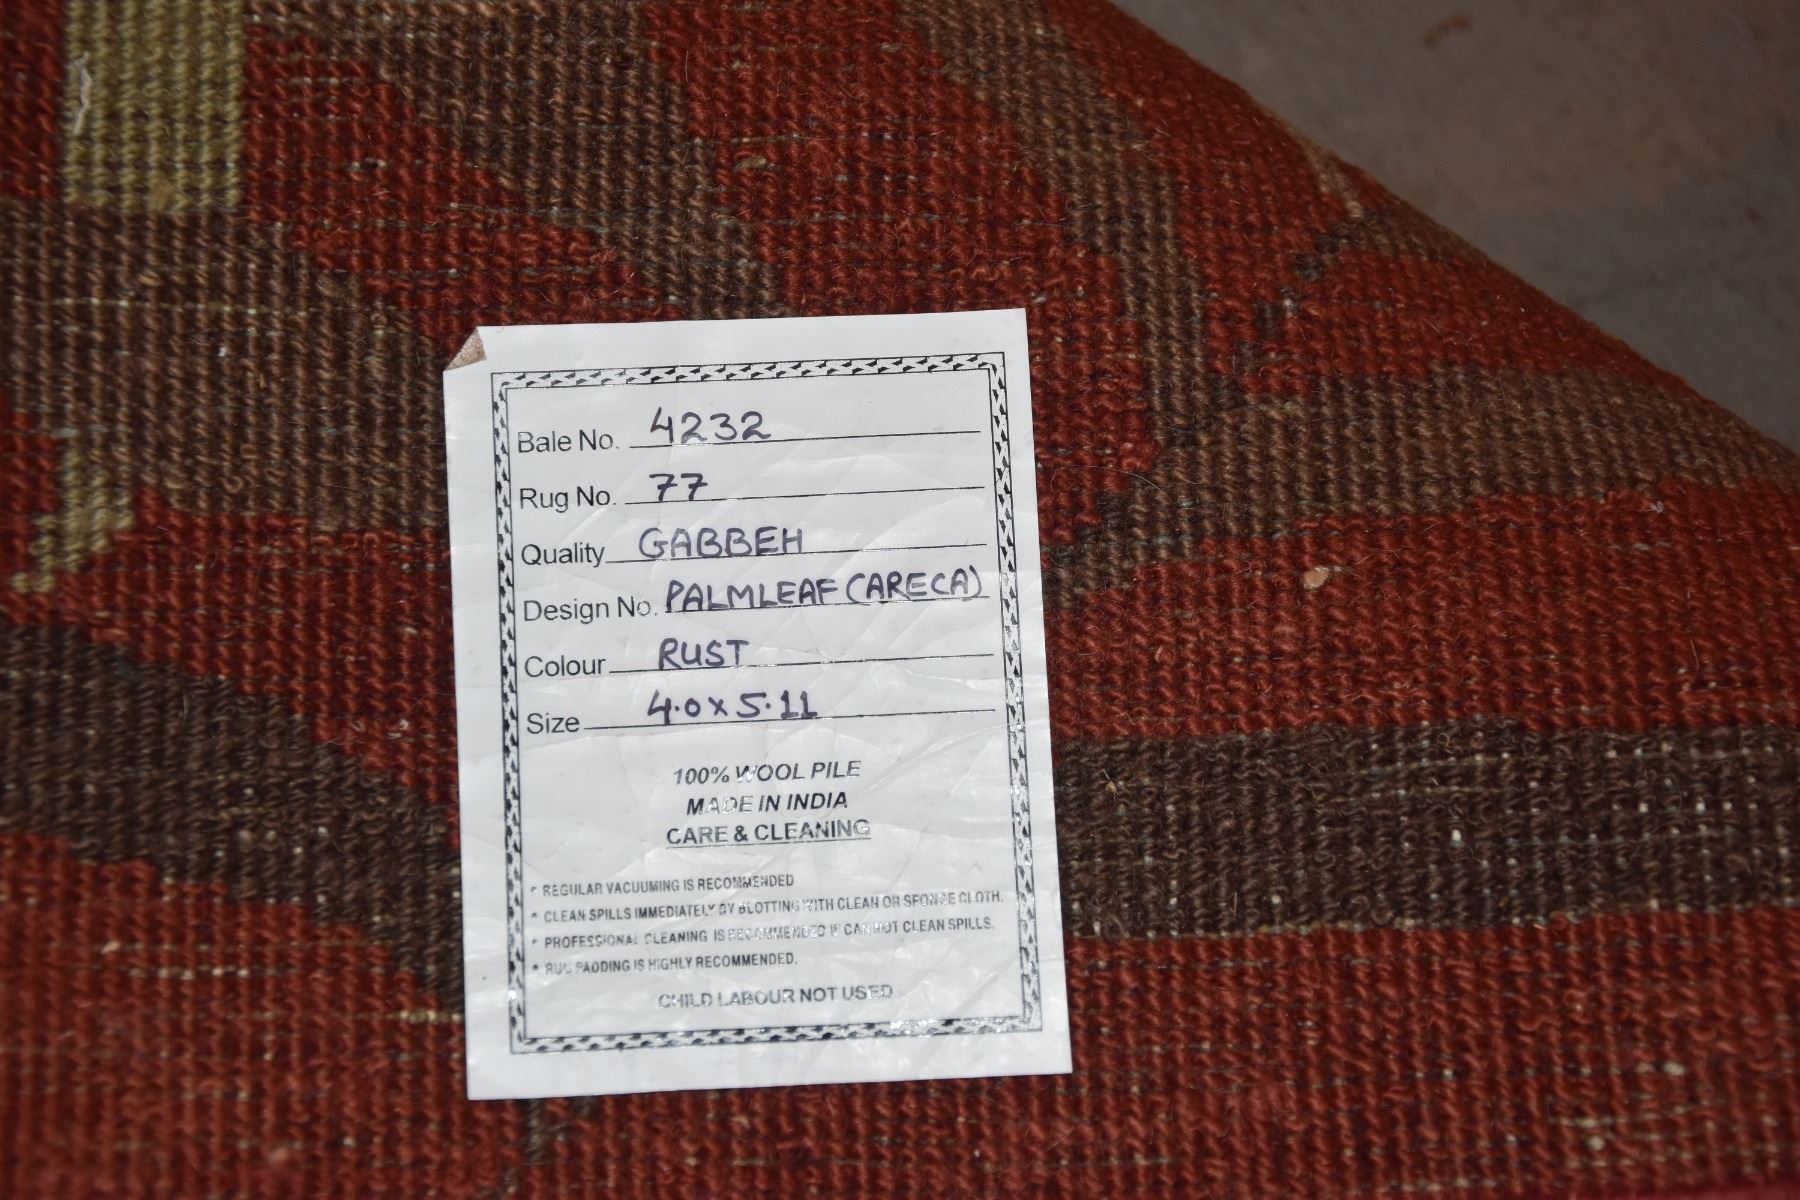 Bale No. 4232
Rug No. 77
Quality GABBEH
Design No. PALMLEAF (ARECA)
Colour RUST
Size 4.0 x 5.11
100% WOOL PILE
MADE IN INDIA
CARE & CLEANING
* REGULAR VACUUMING IS RECOMMENDED
* CLEAN SPILLS IMMEDIATELY BY BLOTTING WITH CLEAN OR SPONGE CLOTH.
* PROFESSIONAL CLEANING IS RECOMMENDED IF CAN NOT CLEAN SPILLS.
* RUG PADDING IS HIGHLY RECOMMENDED.
CHILD LABOUR NOT USED